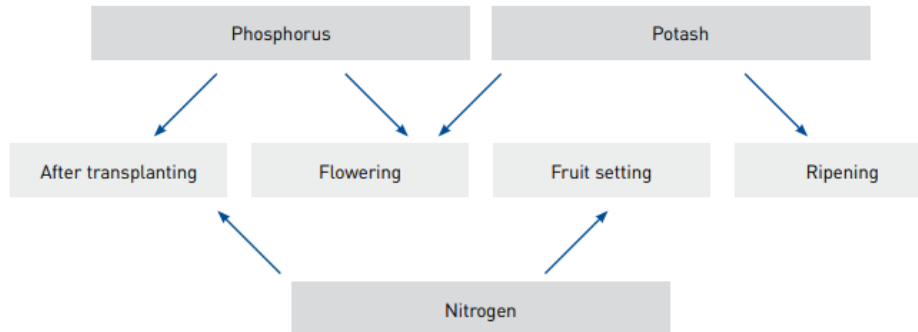 Phosphorus
Potash
After transplanting
Flowering
Fruit setting
Ripening
Nitrogen